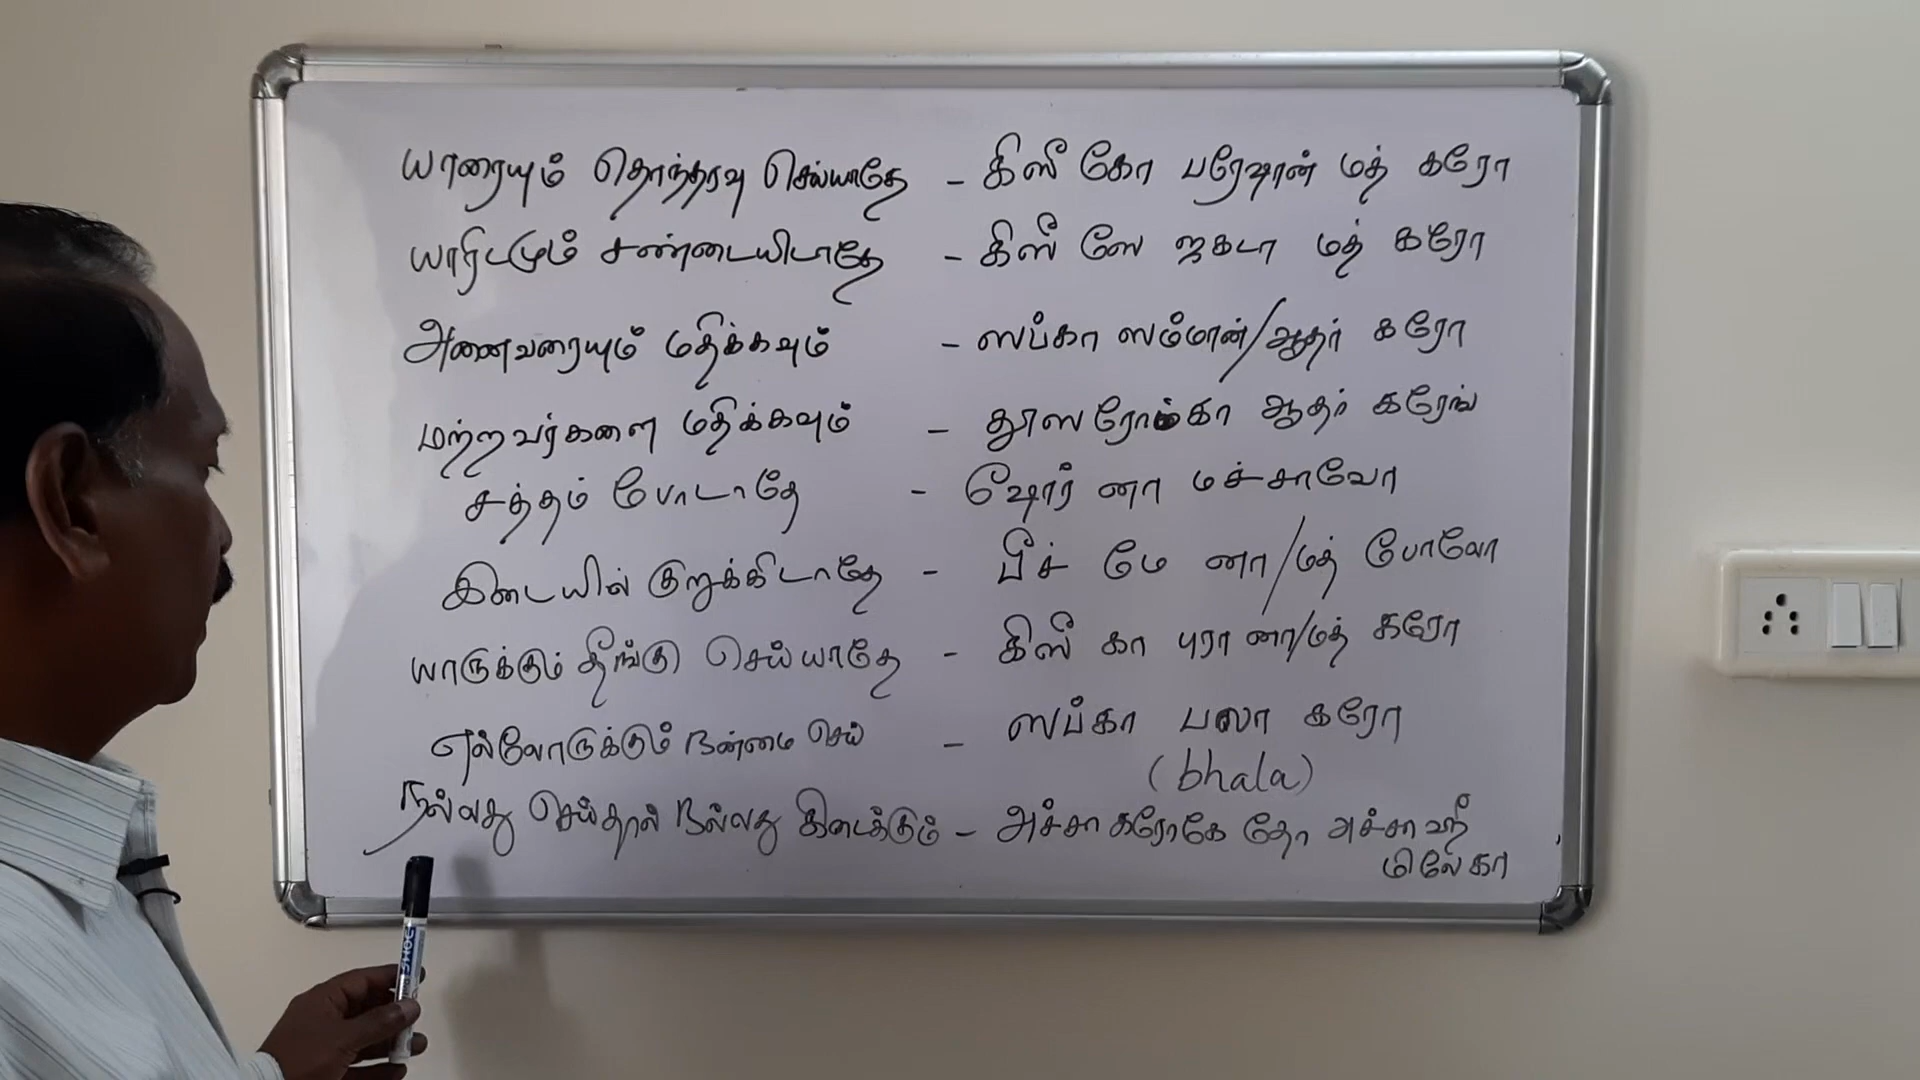 யாரையும் தொந்தரவு செய்யாதே - கிஸீ கோ பரேஷான் மத் கரோ
யாரிடமும் சண்டையிடாதே - கிஸீ ஸே ஜகடா மத் கரோ
அணைவரையும் மதிக்கவும் - ஸப்கா ஸம்மான்/ஆதர் கரோ
மற்றவர்களை மதிக்கவும் - தூஸரோங்கா ஆதர் கரேங்
சத்தம் போடாதே - ஷோர் னா மச்சாவோ
இடையில் குறுக்கிடாதே - பீச் மே னா/மத் போலோ
யாருக்கும் தீங்கு செய்யாதே - கிஸீ கா புரா னா/மத் கரோ
எல்லோருக்கும் நன்மை செய் - ஸப்கா பலா கரோ
(bhala)
நல்லது செய்தால் நல்லது கிடைக்கும் - அச்சா கரோகே தோ அச்சா ஹீ
மிலேகா